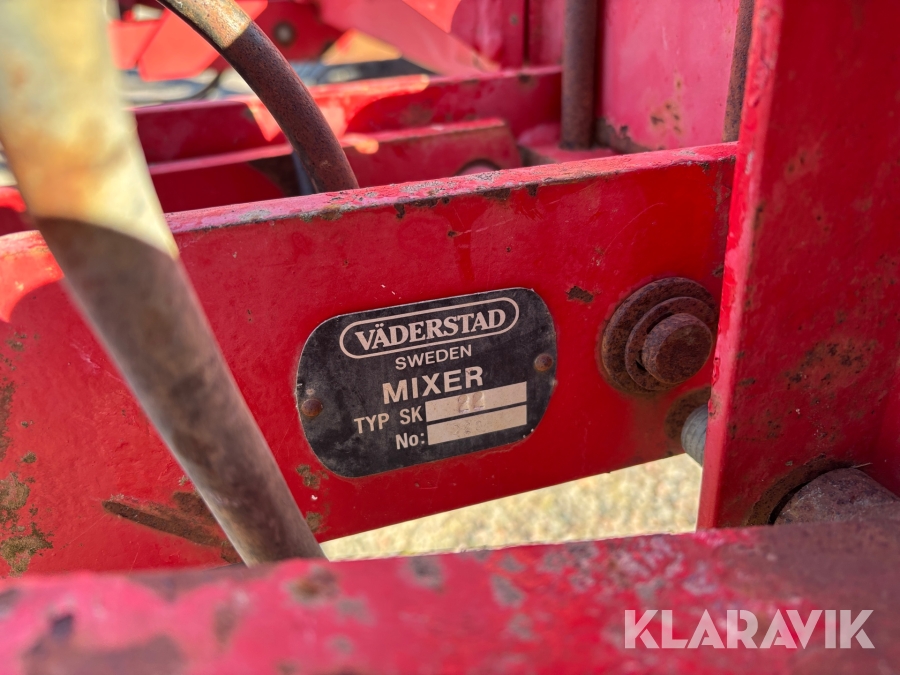 VÄDERSTAD
SWEDEN
MIXER
TYP SK
No:
KLARAVIK